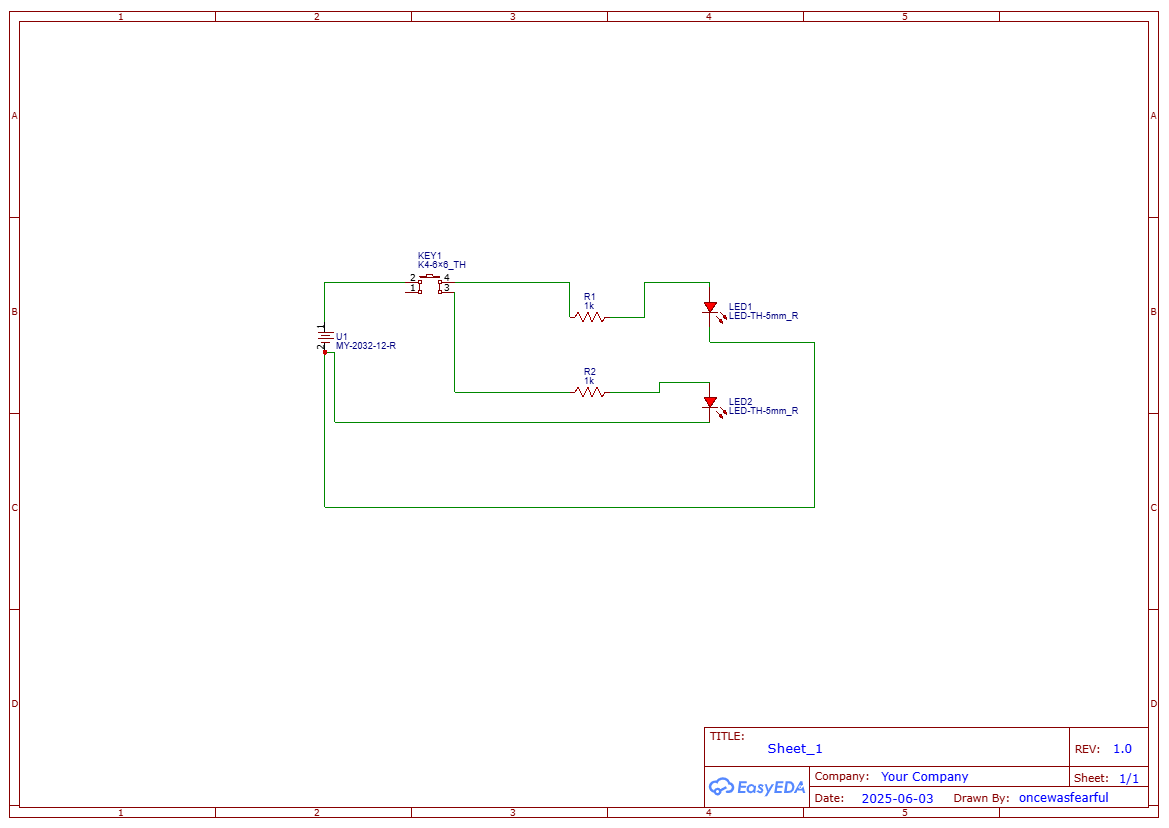 1 2 3 4 5
A A
KEY1
K4-6×6_TH
2 4
1 3
R1
1k
LED1
LED-TH-5mm_R
B B
1
U1
MY-2032-12-R
2
R2
1k
LED2
LED-TH-5mm_R
C C
D D
TITLE:
Sheet_1
REV: 1.0
EasyEDA
Company: Your Company
Sheet: 1/1
Date: 2025-06-03 Drawn By: oncewasfearful
1 2 3 4 5